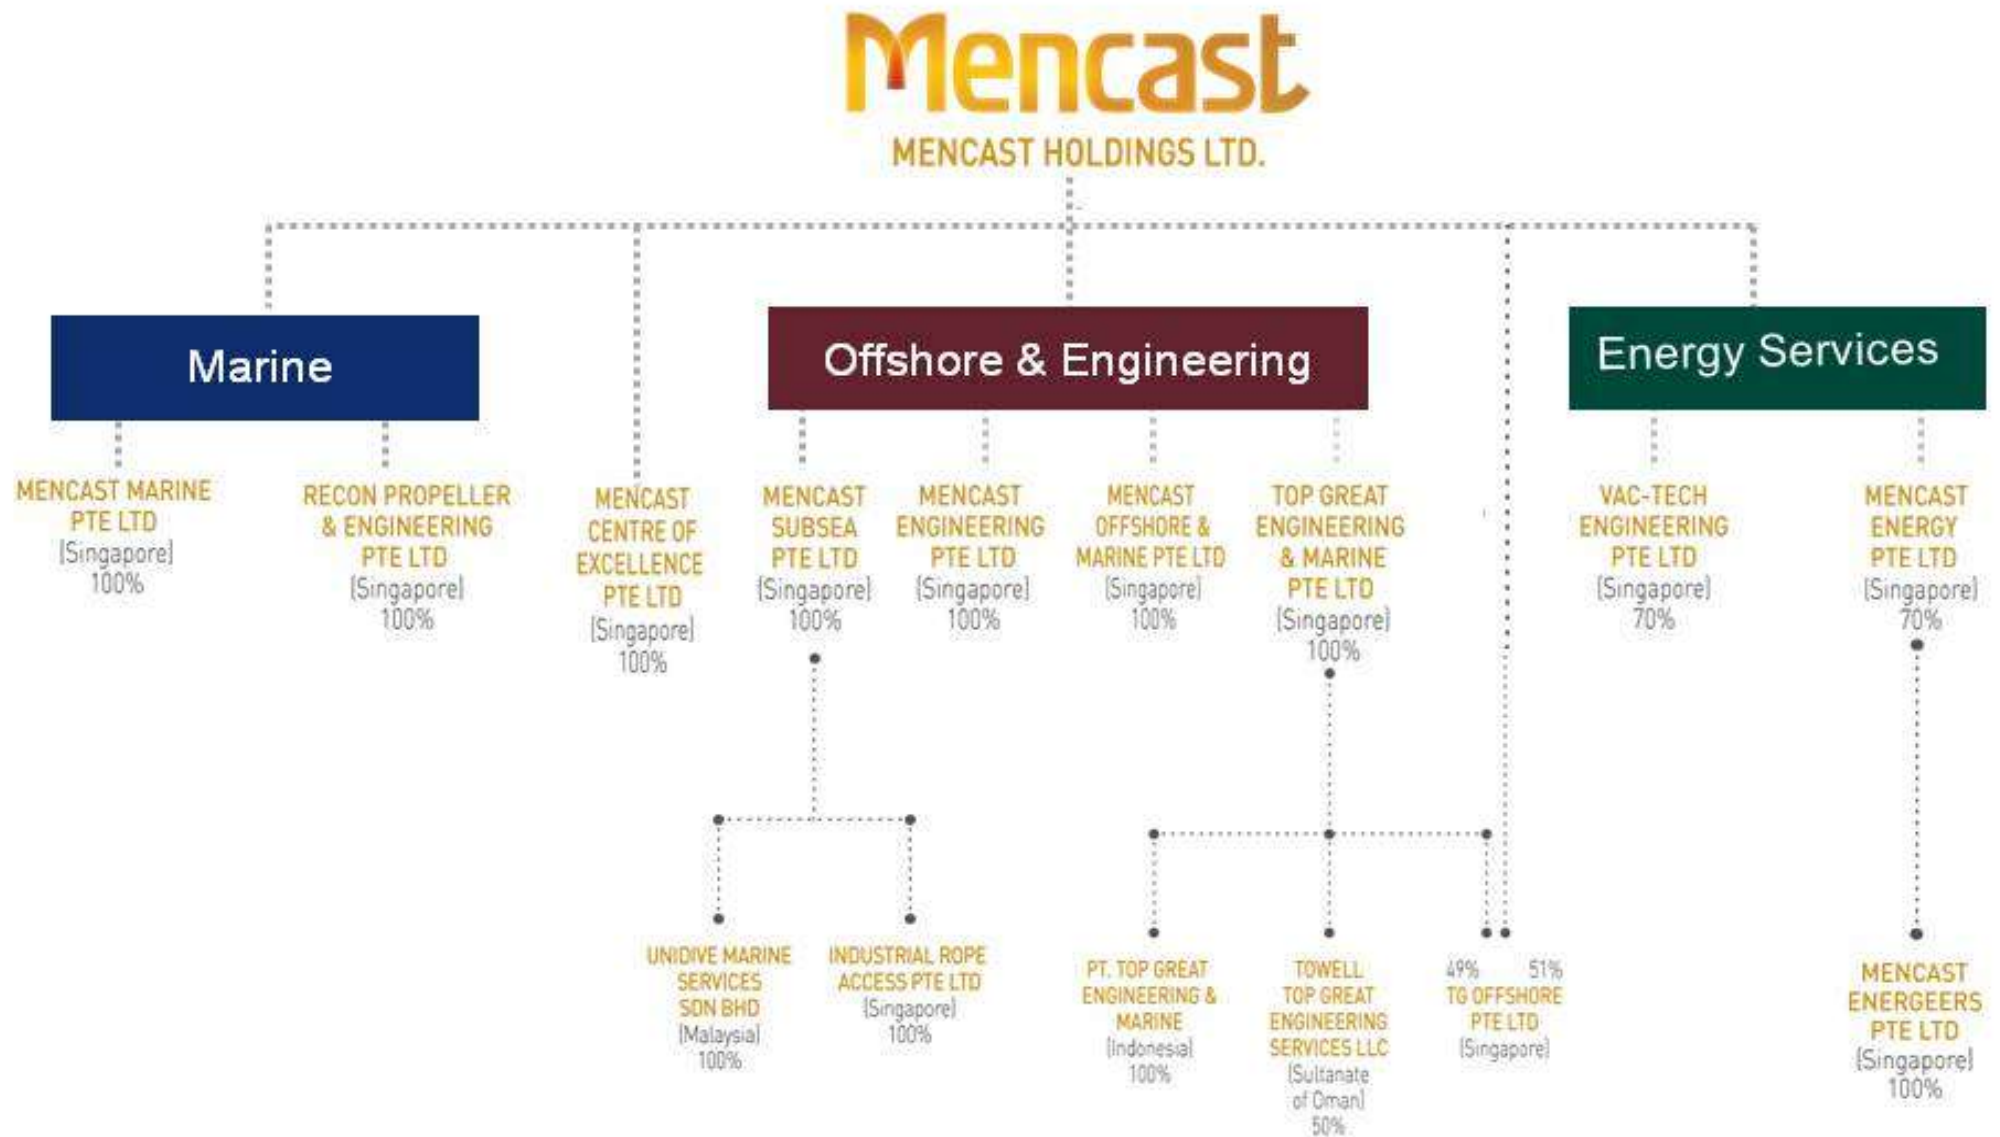 Mencast
MENCAST HOLDINGS LTD.
Marine
Offshore & Engineering
Energy Services
MENCAST MARINE
PTE LTD
(Singapore)
100%
RECON PROPELLER
& ENGINEERING
PTE LTD
(Singapore)
100%
MENCAST
CENTRE OF
EXCELLENCE
PTE LTD
(Singapore)
100%
MENCAST
SUBSEA
PTE LTD
(Singapore)
100%
MENCAST
ENGINEERING
PTE LTD
(Singapore)
100%
MENCAST
OFFSHORE &
MARINE PTE LTD
(Singapore)
100%
TOP GREAT
ENGINEERING
& MARINE
PTE LTD
(Singapore)
100%
VAC-TECH
ENGINEERING
PTE LTD
(Singapore)
70%
MENCAST
ENERGY
PTE LTD
(Singapore)
70%
UNIDIVE MARINE
SERVICES
SDN BHD
(Malaysia)
100%
INDUSTRIAL ROPE
ACCESS PTE LTD
(Singapore)
100%
PT. TOP GREAT
ENGINEERING &
MARINE
(Indonesia)
100%
TOWELL
TOP GREAT
ENGINEERING
SERVICES LLC
(Sultanate
of Oman)
50%
49% 51%
TG OFFSHORE
PTE LTD
(Singapore)
MENCAST
ENERGEERS
PTE LTD
(Singapore)
100%